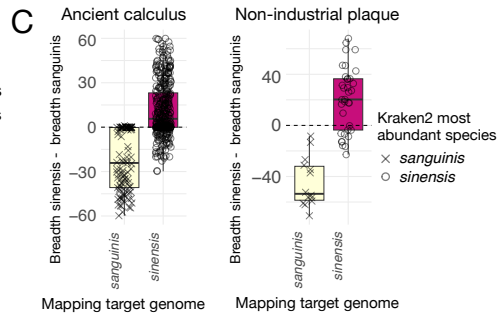 C
Ancient calculus
Breadth sinensis - breadth sanguinis
60
30
0
−30
−60
sanguinis
sinensis
Mapping target genome
Non-industrial plaque
Breadth sinensis - breadth sanguinis
40
0
−40
sanguinis
sinensis
Mapping target genome
Kraken2 most
abundant species
sanguinis
sinensis